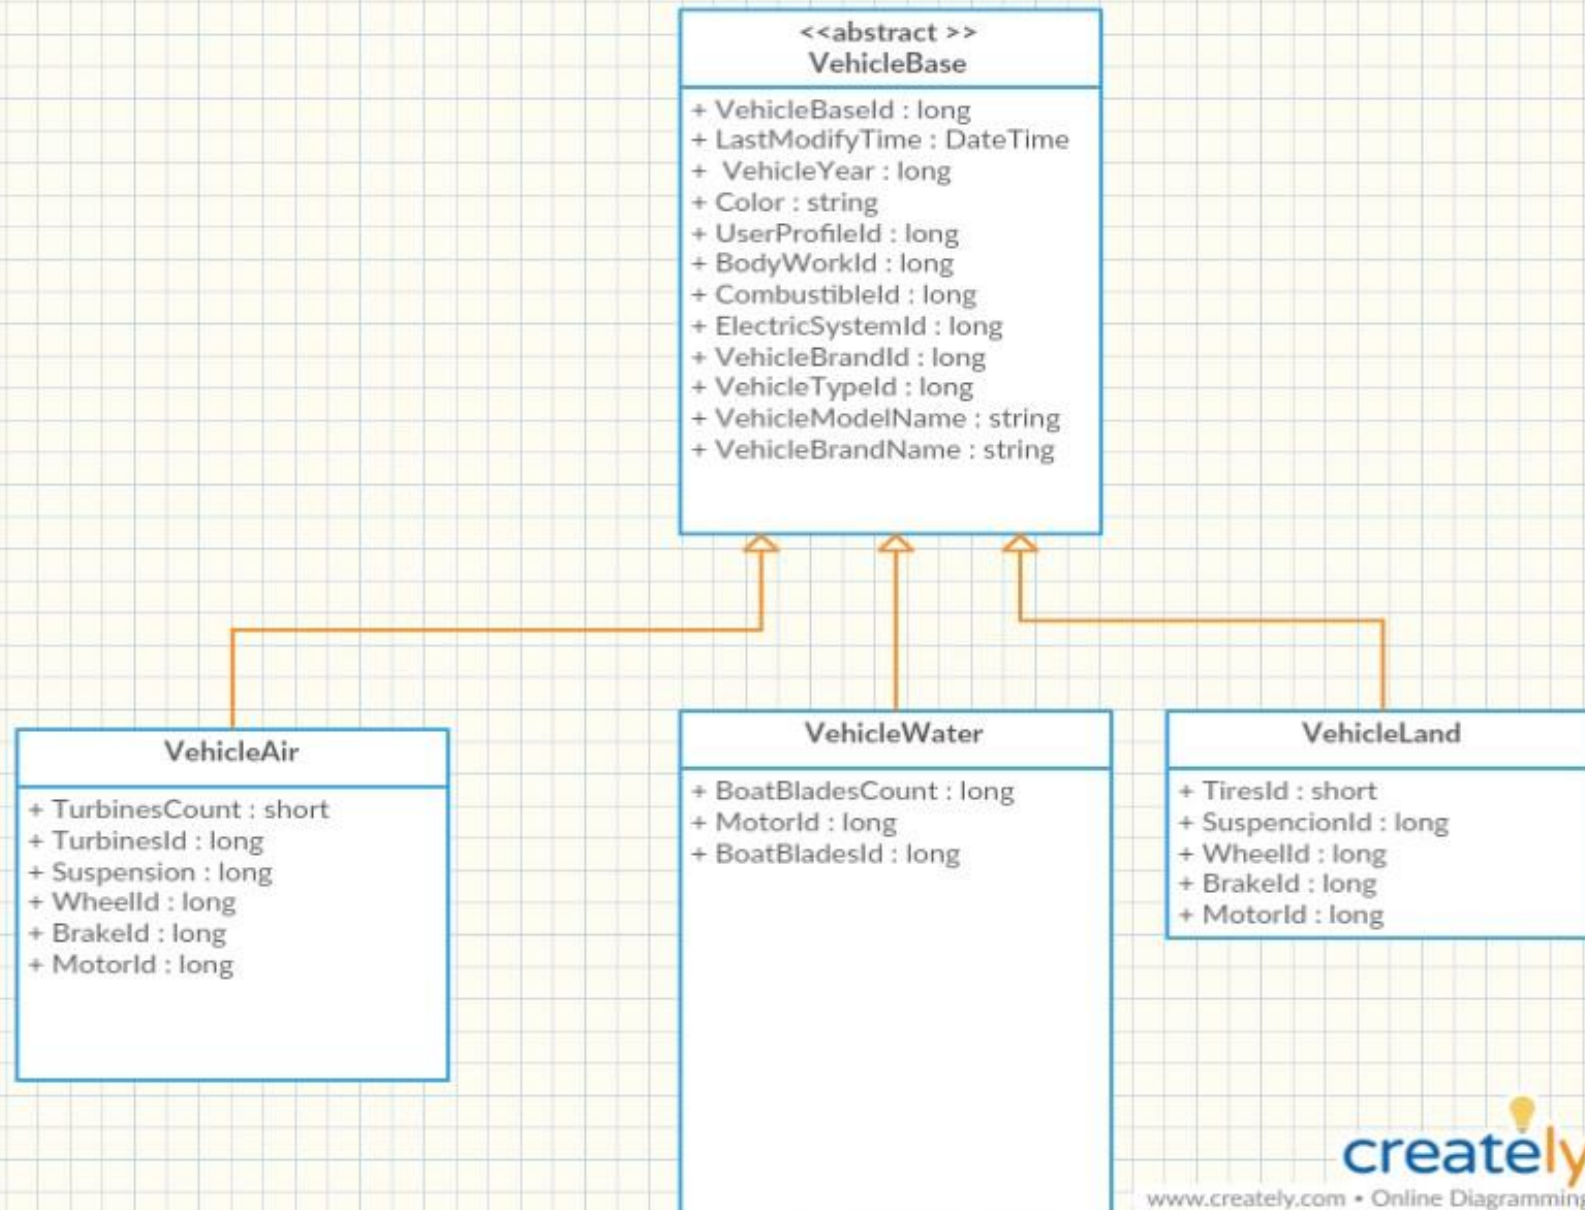 <<abstract >>
VehicleBase
+ VehicleBaseId : long
+ LastModifyTime : DateTime
+ VehicleYear : long
+ Color : string
+ UserProfileId : long
+ BodyWorkId : long
+ CombustibleId : long
+ ElectricSystemId : long
+ VehicleBrandId : long
+ VehicleTypeId : long
+ VehicleModelName : string
+ VehicleBrandName : string
VehicleAir
+ TurbinesCount : short
+ TurbinesId : long
+ Suspension : long
+ WheelId : long
+ BrakeId : long
+ MotorId : long
VehicleWater
+ BoatBladesCount : long
+ MotorId : long
+ BoatBladesId : long
VehicleLand
+ TiresId : short
+ SuspencionId : long
+ WheelId : long
+ BrakeId : long
+ MotorId : long
creately
www.creately.com • Online Diagramming